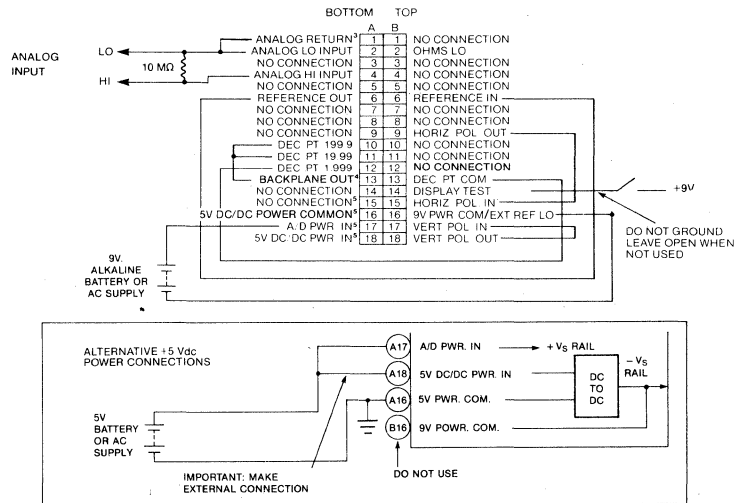 BOTTOM TOP
A B
ANALOG RETURN³ 1 1 NO CONNECTION
ANALOG LO INPUT 2 2 OHMS LO
NO CONNECTION 3 3 NO CONNECTION
ANALOG HI INPUT 4 4 NO CONNECTION
NO CONNECTION 5 5 NO CONNECTION
REFERENCE OUT 6 6 REFERENCE IN
NO CONNECTION 7 7 NO CONNECTION
NO CONNECTION 8 8 NO CONNECTION
NO CONNECTION 9 9 HORIZ POL OUT
DEC PT 199 9 10 10 NO CONNECTION
DEC PT 19 99 11 11 NO CONNECTION
DEC PT 1.999 12 12 NO CONNECTION
BACKPLANE OUT⁴ 13 13 DEC PT COM
NO CONNECTION 14 14 DISPLAY TEST
NO CONNECTION⁵ 15 15 HORIZ POL IN
5V DC/DC POWER COMMON⁵ 16 16 9V PWR COM/EXT REF LO
A/D PWR IN⁵ 17 17 VERT POL IN
5V DC/DC PWR IN⁵ 18 18 VERT POL OUT
ANALOG
INPUT
LO
10 MΩ
HI
+9V
DO NOT GROUND
LEAVE OPEN WHEN
NOT USED
9V.
ALKALINE
BATTERY OR
AC SUPPLY
ALTERNATIVE +5 Vdc
POWER CONNECTIONS
A17 A/D PWR. IN + VS RAIL
A18 5V DC/DC PWR. IN
A16 5V PWR. COM.
B16 9V POWR. COM.
DC
TO
DC
– VS
RAIL
5V
BATTERY
OR AC
SUPPLY
IMPORTANT: MAKE
EXTERNAL CONNECTION
DO NOT USE